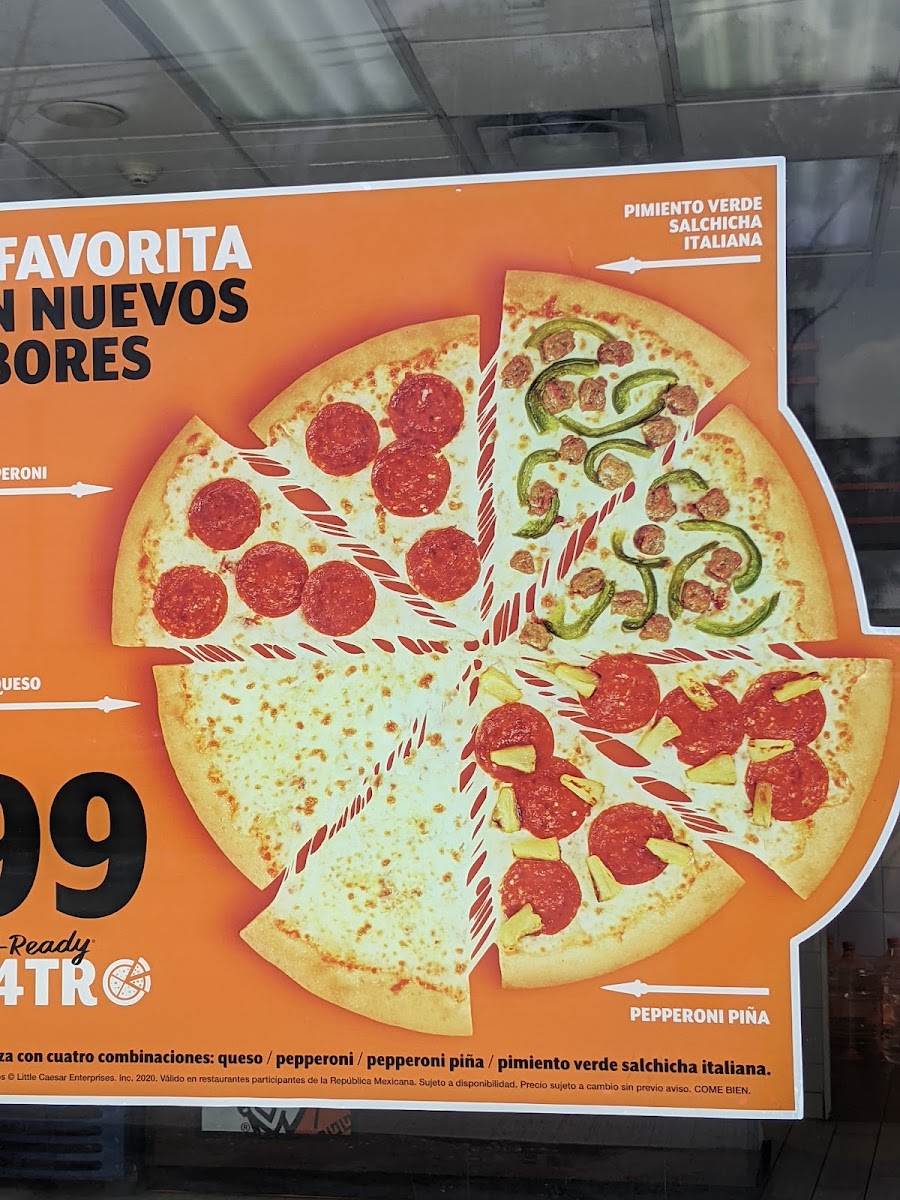 FAVORITA
N NUEVOS
BORES
PIMIENTO VERDE
SALCHICHA
ITALIANA
PERONI
QUESO
99
-Ready
4TR
PEPPERONI PIÑA
za con cuatro combinaciones: queso / pepperoni / pepperoni piña / pimiento verde salchicha italiana.
os © Little Caesar Enterprises. Inc. 2020. Válido en restaurantes participantes de la República Mexicana. Sujeto a disponibilidad. Precio sujeto a cambio sin previo aviso. COME BIEN.